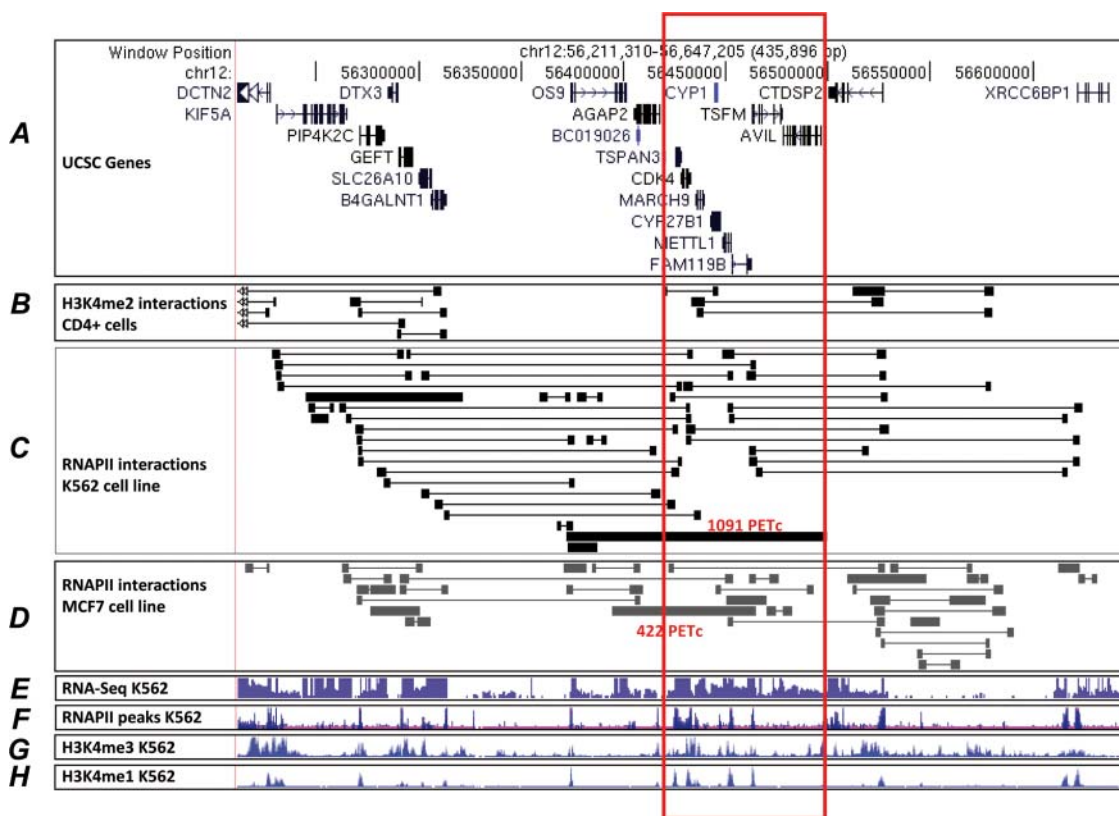 Window Position chr12:56,211,310-56,647,205 (435,896 bp)
chr12: 56300000 56350000 56400000 56450000 56500000 56550000 56600000
DCTN2 DTX3 OS9 CYP1 CTDSP2 XRCC6BP1
KIF5A AGAP2 TSFM
PIP4K2C BC019026 AVIL
A UCSC Genes
GEFT TSPAN3
SLC26A10 CDK4
B4GALNT1 MARCH9
CYP27B1
METTL1
FAM119B
B H3K4me2 interactions
CD4+ cells
C RNAPII interactions
K562 cell line
1091 PETc
D RNAPII interactions
MCF7 cell line
422 PETc
E RNA-Seq K562
F RNAPII peaks K562
G H3K4me3 K562
H H3K4me1 K562